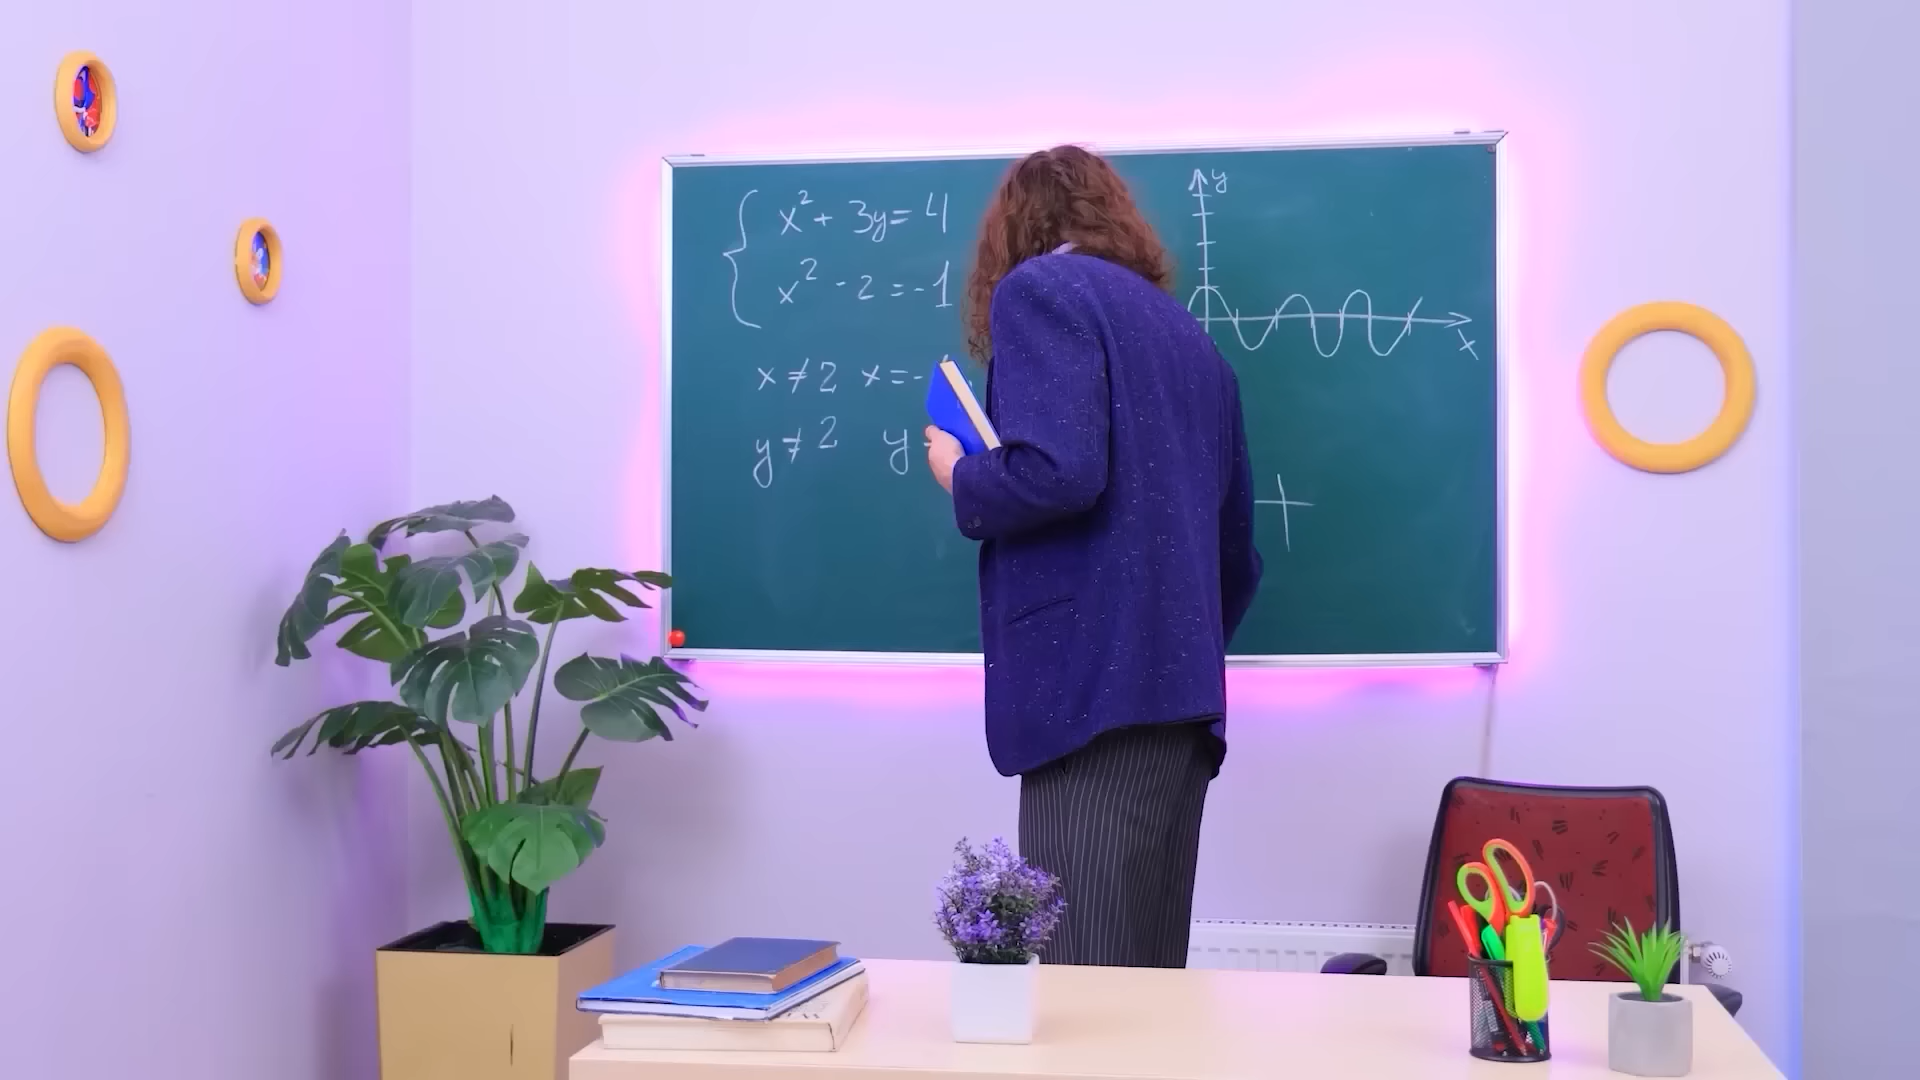 x² + 3y = 4
x² - 2 = -1
x ≠ 2 x = -
y ≠ 2 y
y
x